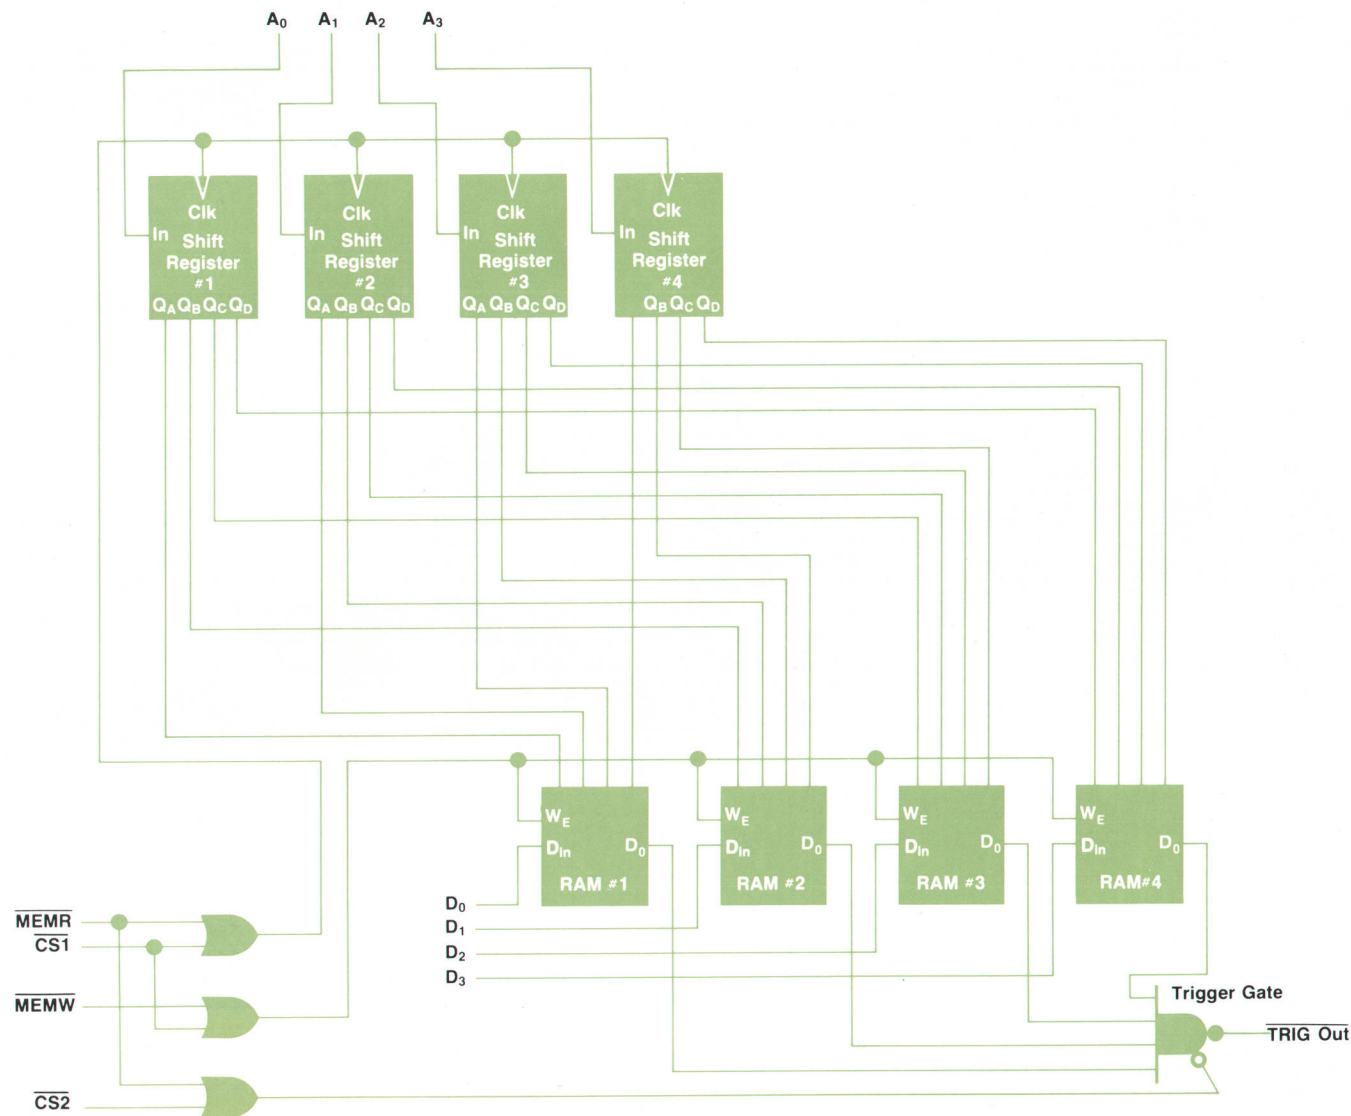 A0 A1 A2 A3
Clk
In Shift
Register
#1
QA QB QC QD
Clk
In Shift
Register
#2
QA QB QC QD
Clk
In Shift
Register
#3
QA QB QC QD
Clk
In Shift
Register
#4
QB QC QD
WE
DIn D0
RAM #1
WE
DIn D0
RAM #2
WE
DIn D0
RAM #3
WE
DIn D0
RAM#4
D0
D1
D2
D3
MEMR
CS1
MEMW
CS2
Trigger Gate
TRIG Out